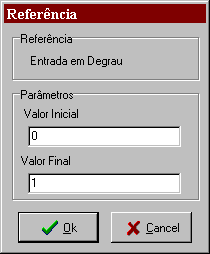 Referência
Referência
Entrada em Degrau
Parâmetros
Valor Inicial
0
Valor Final
1
Ok
Cancel